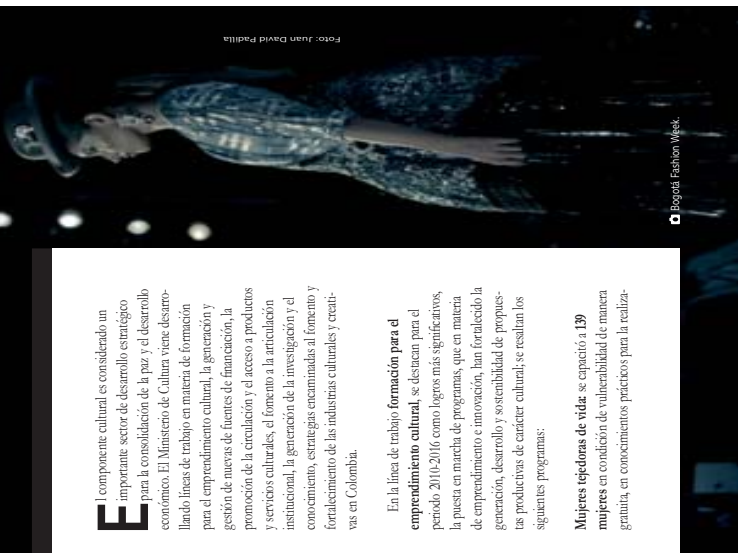 Foto: Juan David Padilla
Bogotá Fashion Week.
El componente cultural es considerado un
importante sector de desarrollo estratégico
para la consolidación de la paz y el desarrollo
económico. El Ministerio de Cultura viene desarro-
llando líneas de trabajo en materia de formación
para el emprendimiento cultural, la generación y
gestión de nuevas de fuentes de financiación, la
promoción de la circulación y el acceso a productos
y servicios culturales, el fomento a la articulación
institucional, la generación de la investigación y el
conocimiento, estrategias encaminadas al fomento y
fortalecimiento de las industrias culturales y creati-
vas en Colombia.
En la línea de trabajo formación para el
emprendimiento cultural, se destacan para el
periodo 2010-2016 como logros más significativos,
la puesta en marcha de programas, que en materia
de emprendimiento e innovación, han fortalecido la
generación, desarrollo y sostenibilidad de propues-
tas productivas de carácter cultural; se resaltan los
siguientes programas:
Mujeres tejedoras de vida: se capacitó a 139
mujeres en condición de vulnerabilidad de manera
gratuita, en conocimientos prácticos para la realiza-